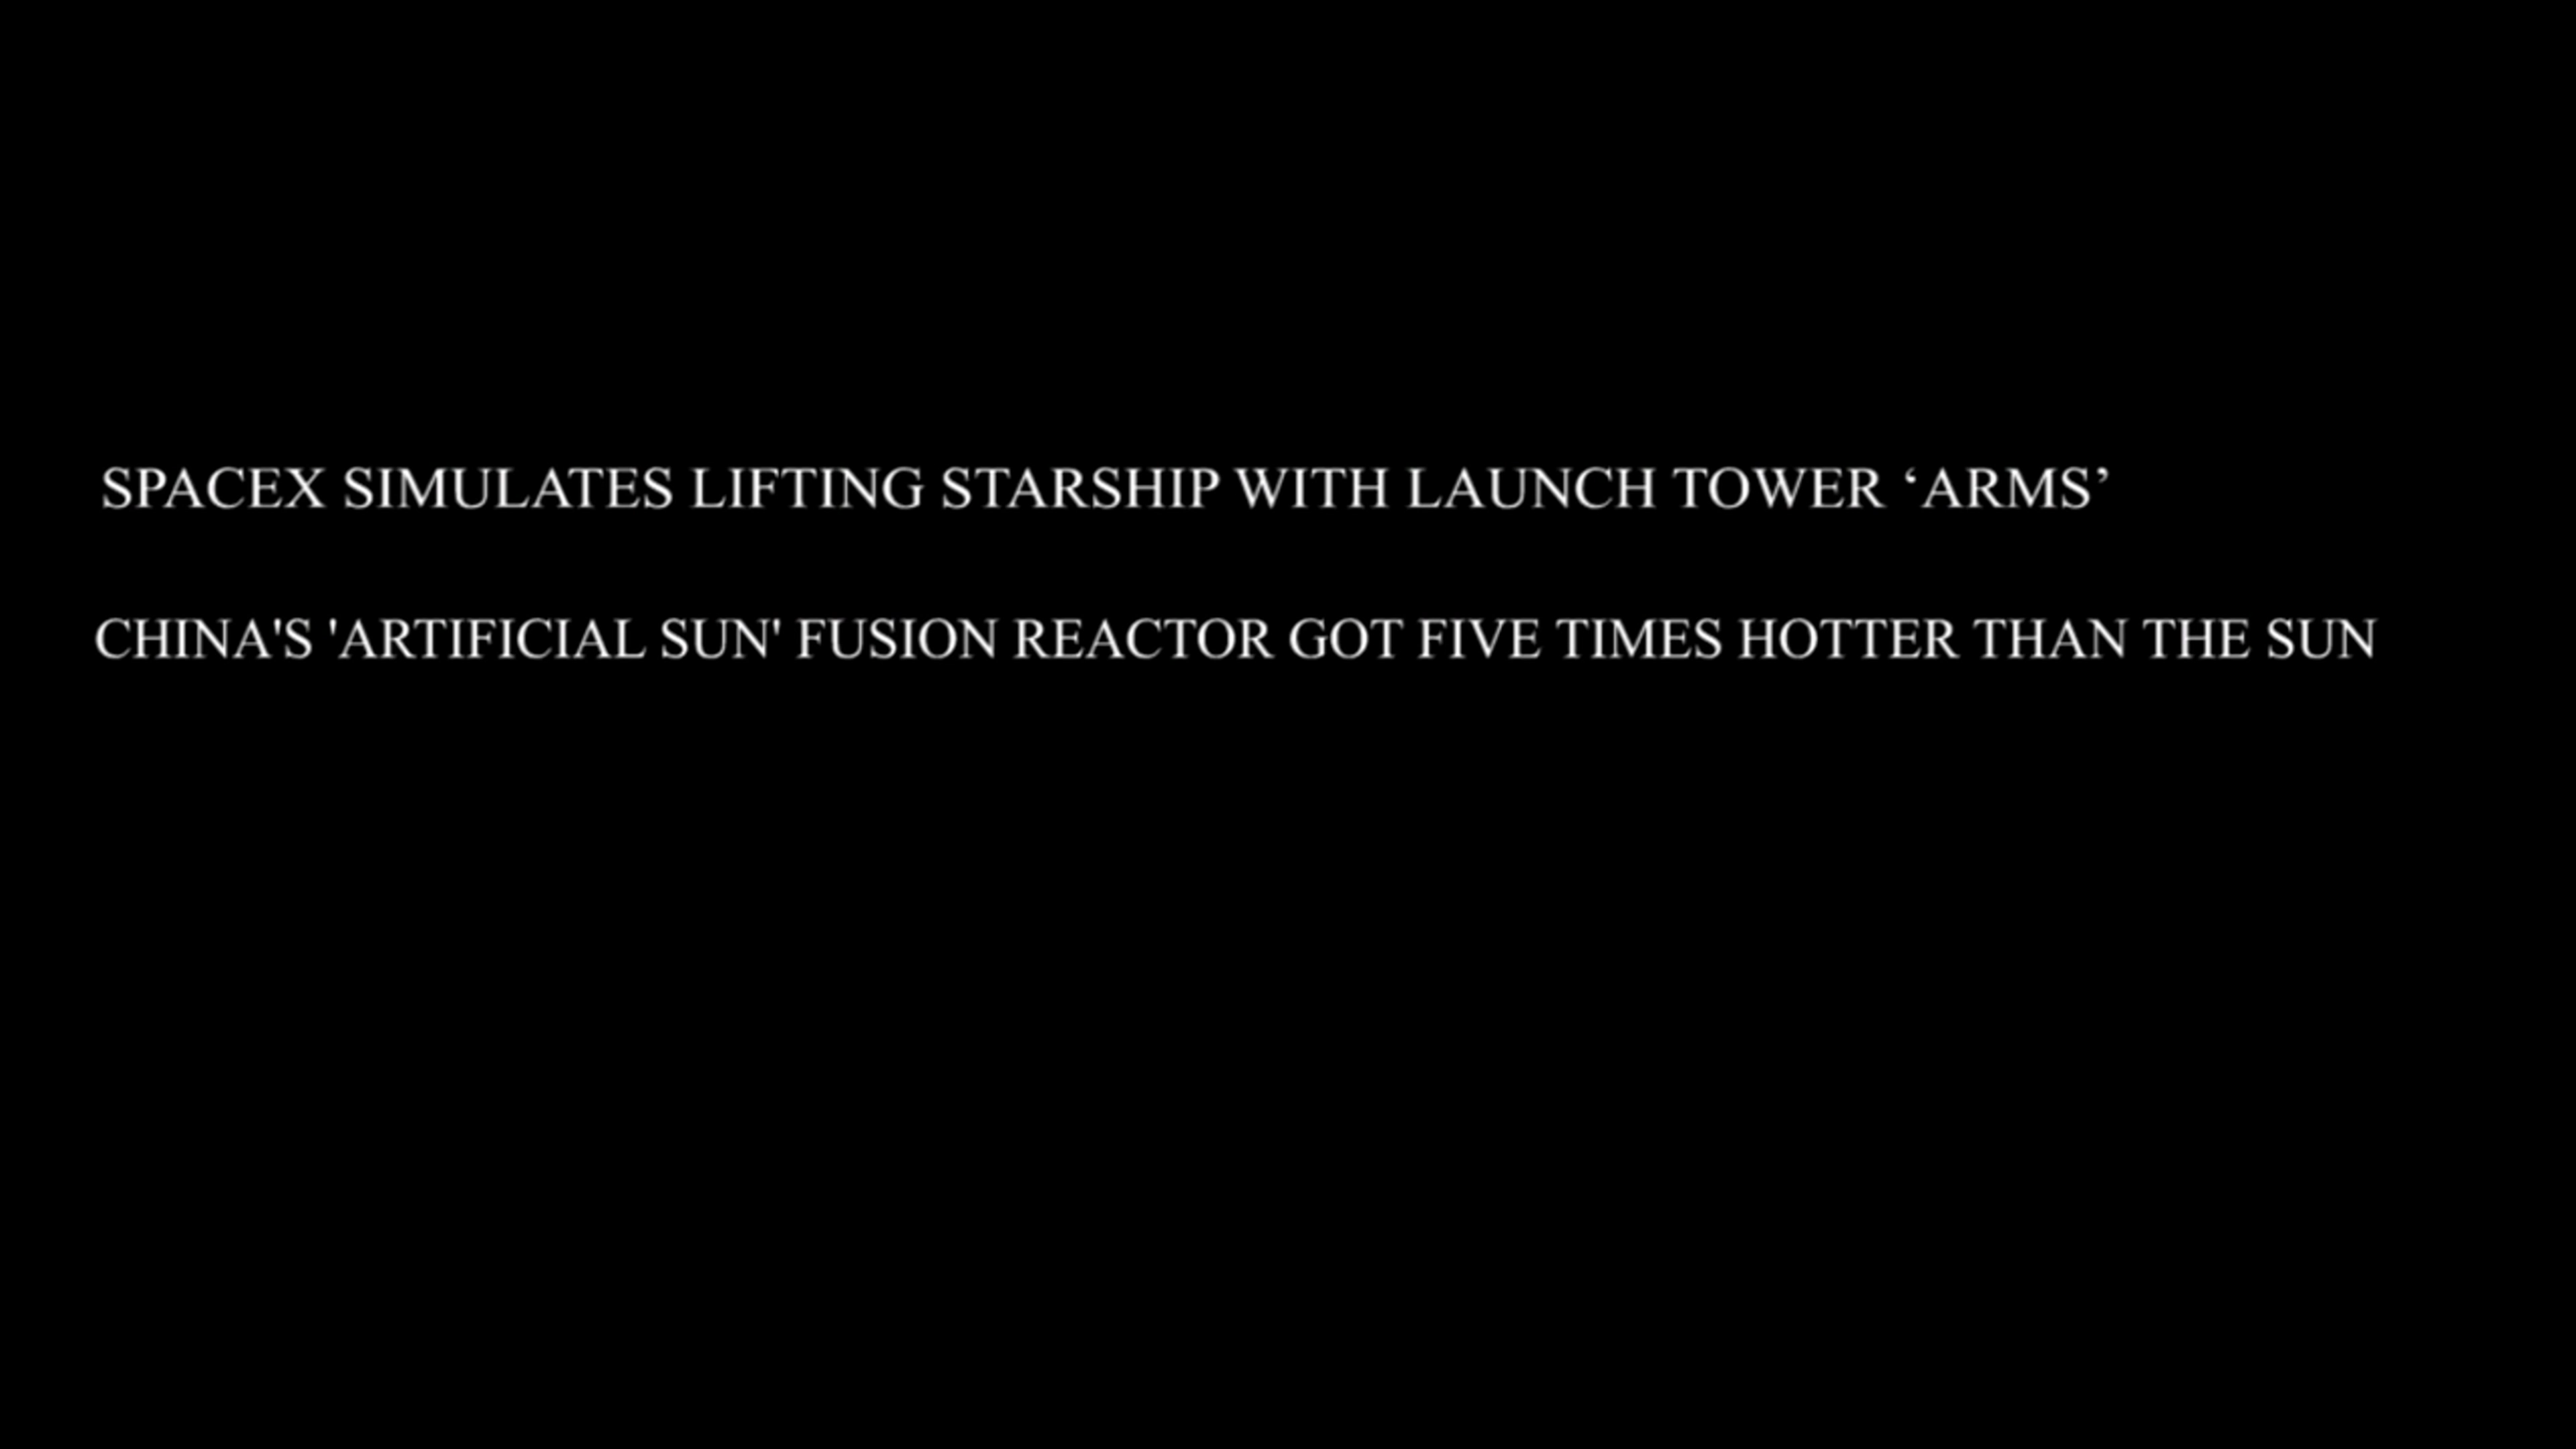 SPACEX SIMULATES LIFTING STARSHIP WITH LAUNCH TOWER ‘ARMS’
CHINA'S 'ARTIFICIAL SUN' FUSION REACTOR GOT FIVE TIMES HOTTER THAN THE SUN